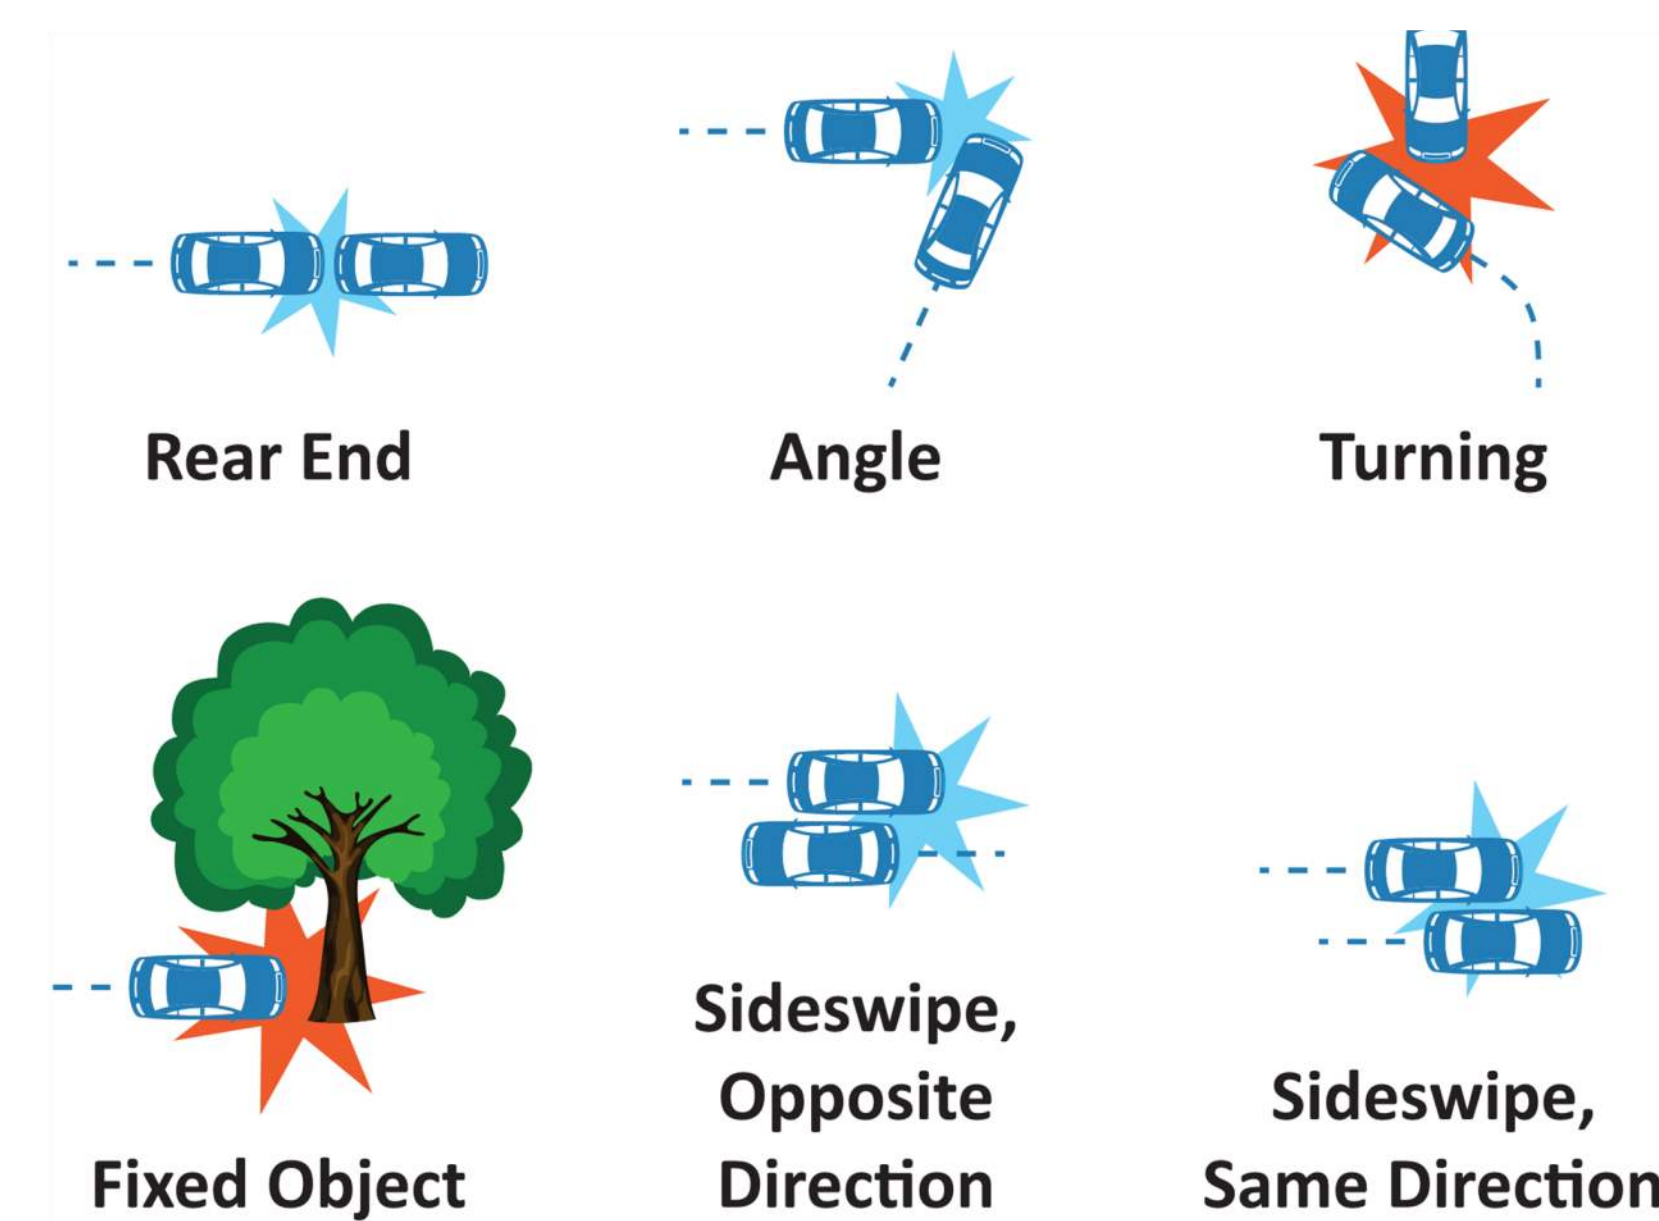 Rear End
Angle
Turning
Fixed Object
Sideswipe,
Opposite
Direction
Sideswipe,
Same Direction